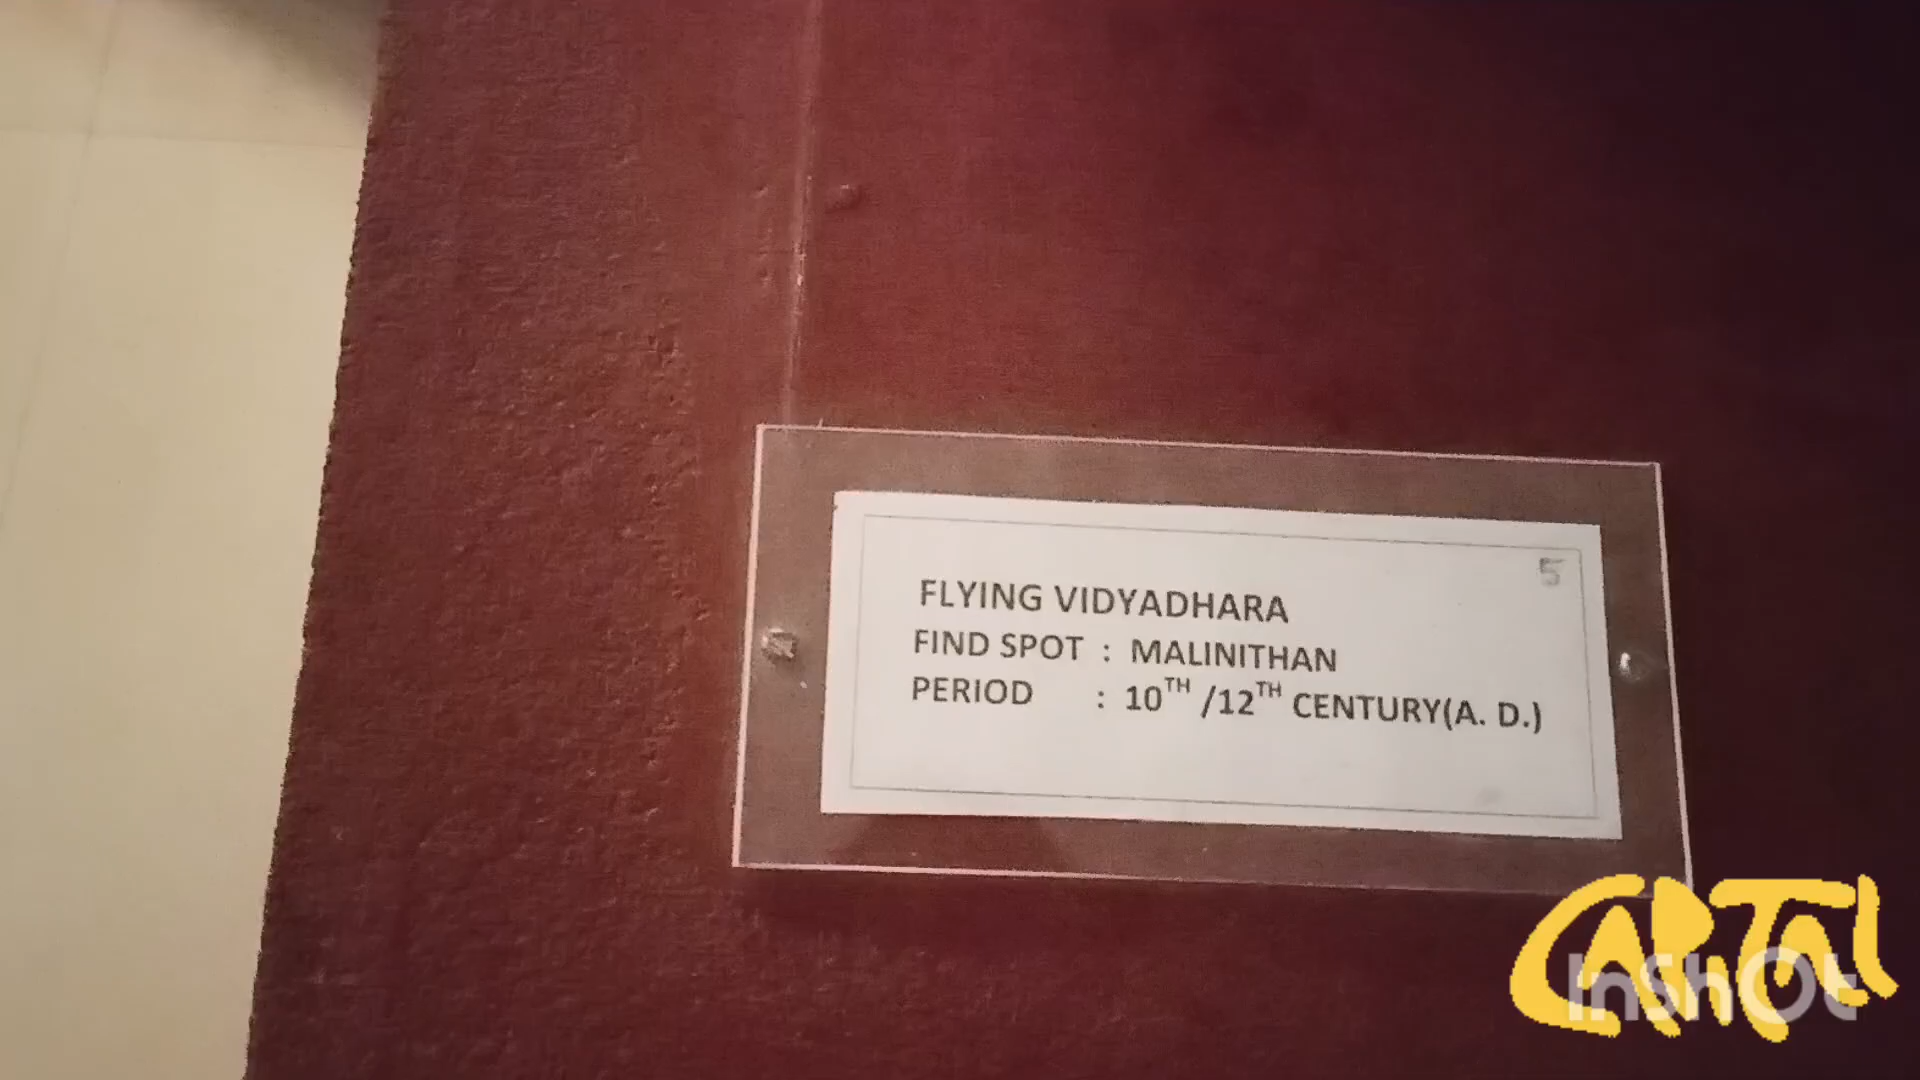 5
FLYING VIDYADHARA
FIND SPOT : MALINITHAN
PERIOD : 10TH /12TH CENTURY(A. D.)
InShOt